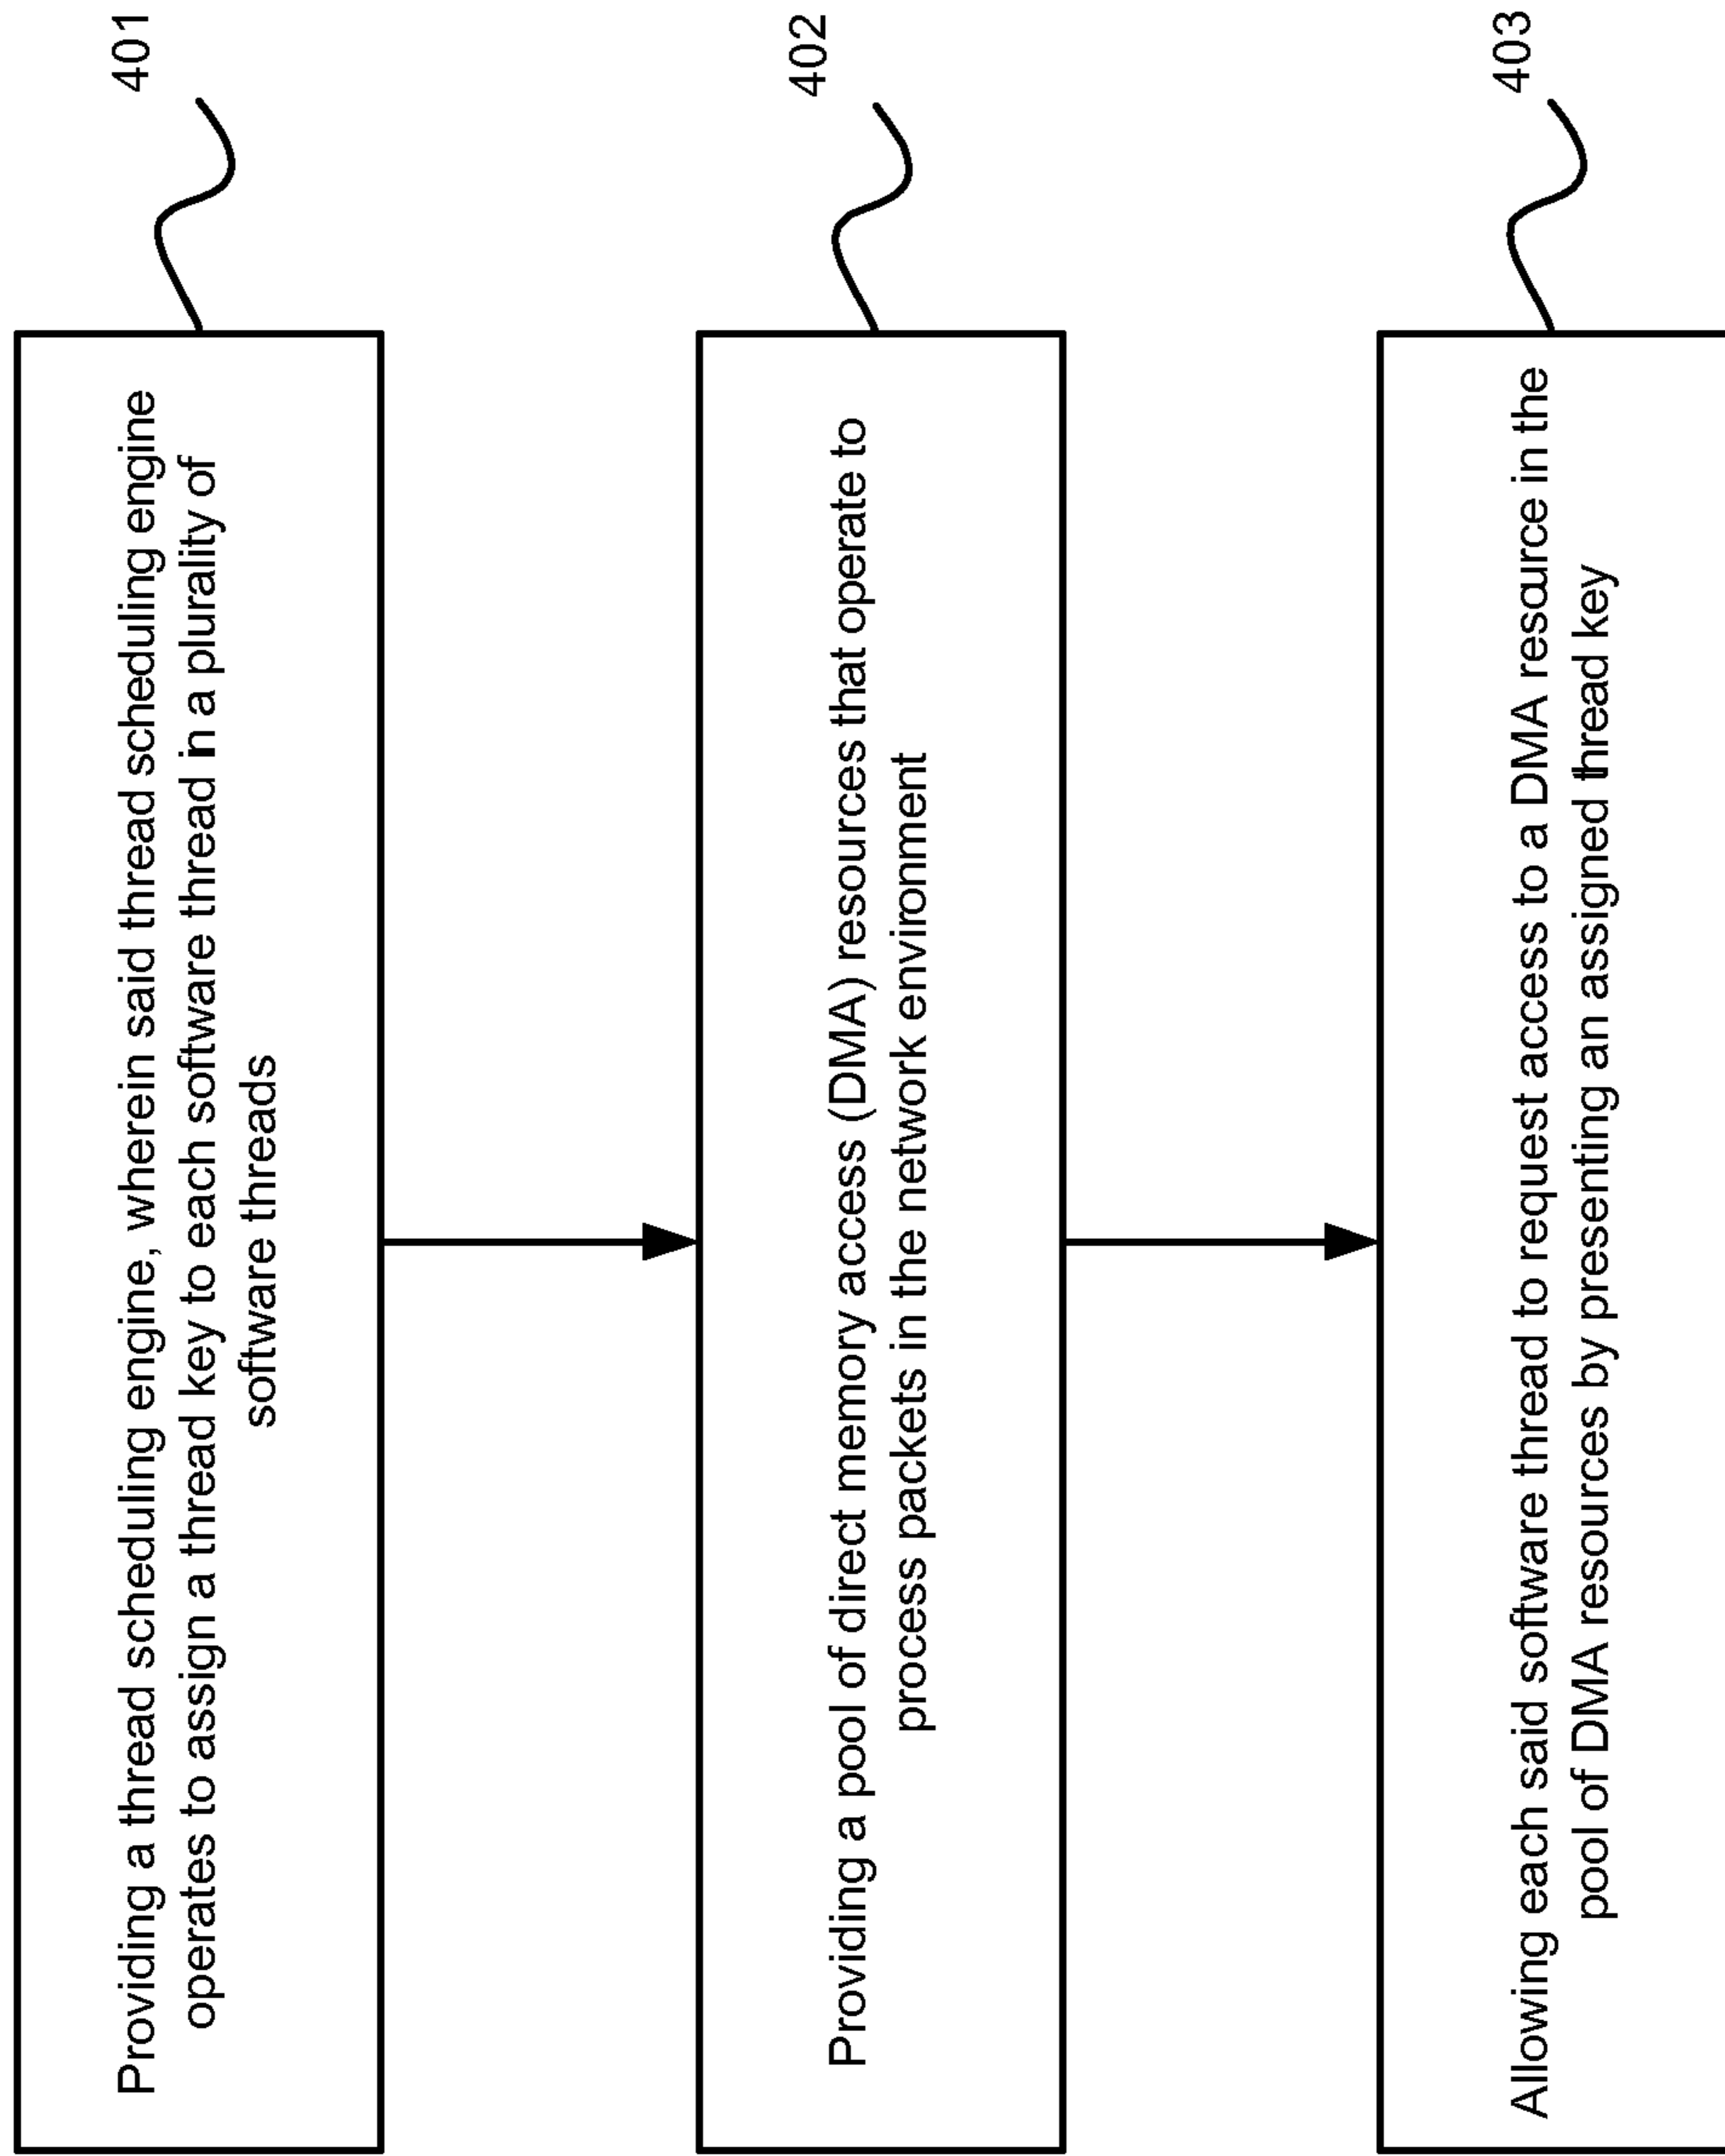 Providing a thread scheduling engine, wherein said thread scheduling engine
operates to assign a thread key to each software thread in a plurality of
software threads
401
Providing a pool of direct memory access (DMA) resources that operate to
process packets in the network environment
402
Allowing each said software thread to request access to a DMA resource in the
pool of DMA resources by presenting an assigned thread key
403